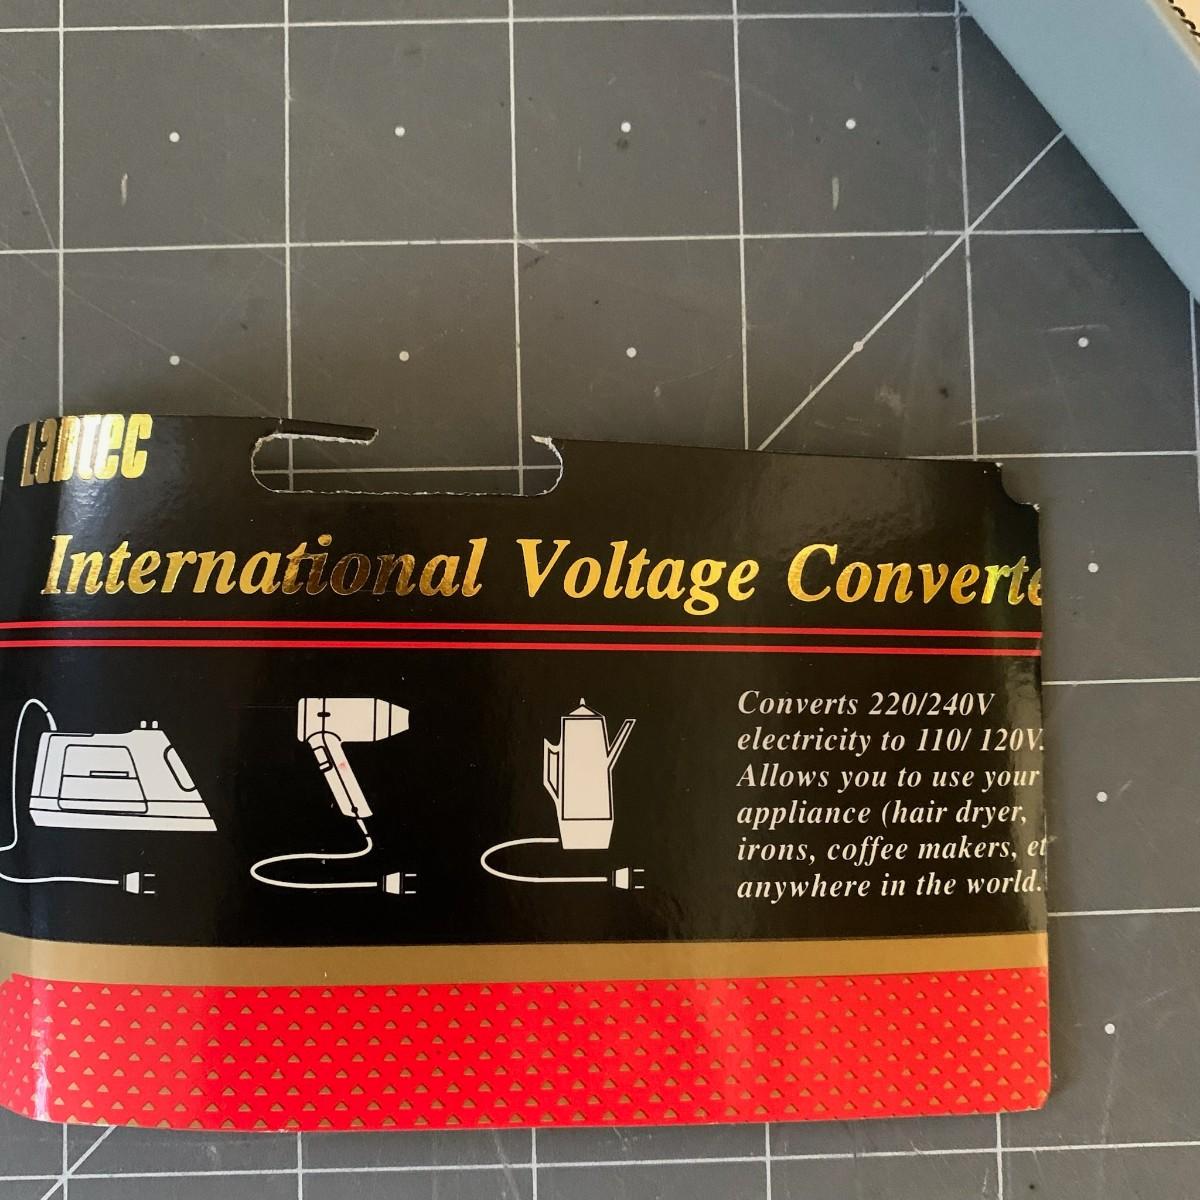 Labtec
International Voltage Converte
Converts 220/240V
electricity to 110/ 120V.
Allows you to use your
appliance (hair dryer,
irons, coffee makers, et
anywhere in the world.